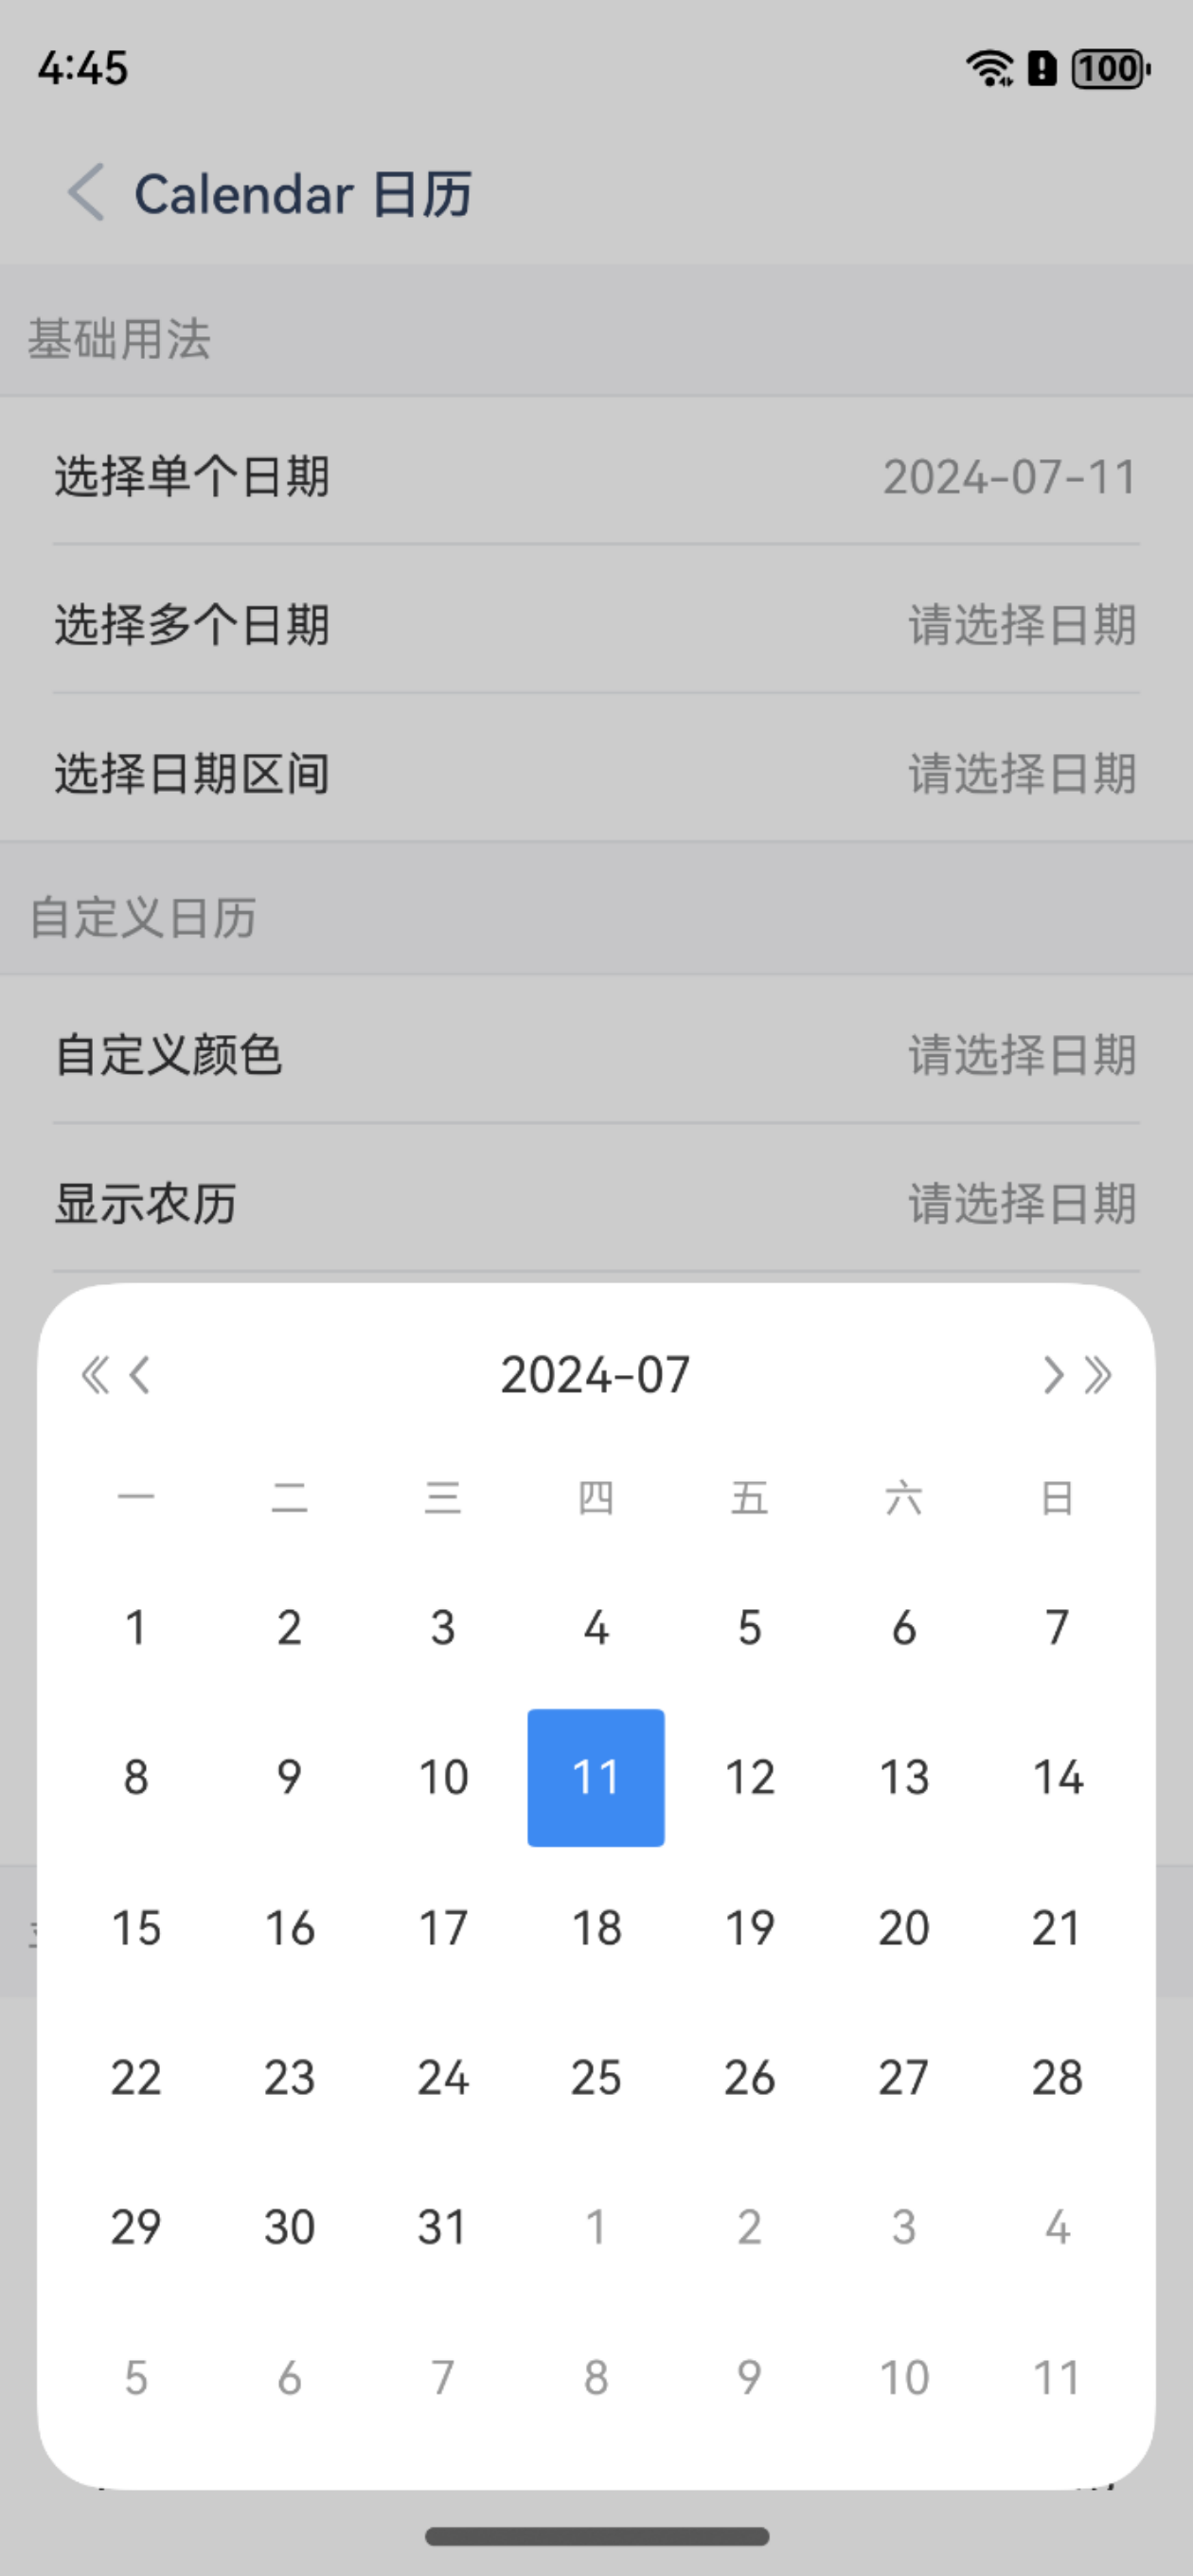 4:45
100
Calendar 日历
基础用法
选择单个日期 2024-07-11
选择多个日期 请选择日期
选择日期区间 请选择日期
自定义日历
自定义颜色 请选择日期
显示农历 请选择日期
2024-07
一 二 三 四 五 六 日
1 2 3 4 5 6 7
8 9 10 11 12 13 14
15 16 17 18 19 20 21
22 23 24 25 26 27 28
29 30 31 1 2 3 4
5 6 7 8 9 10 11